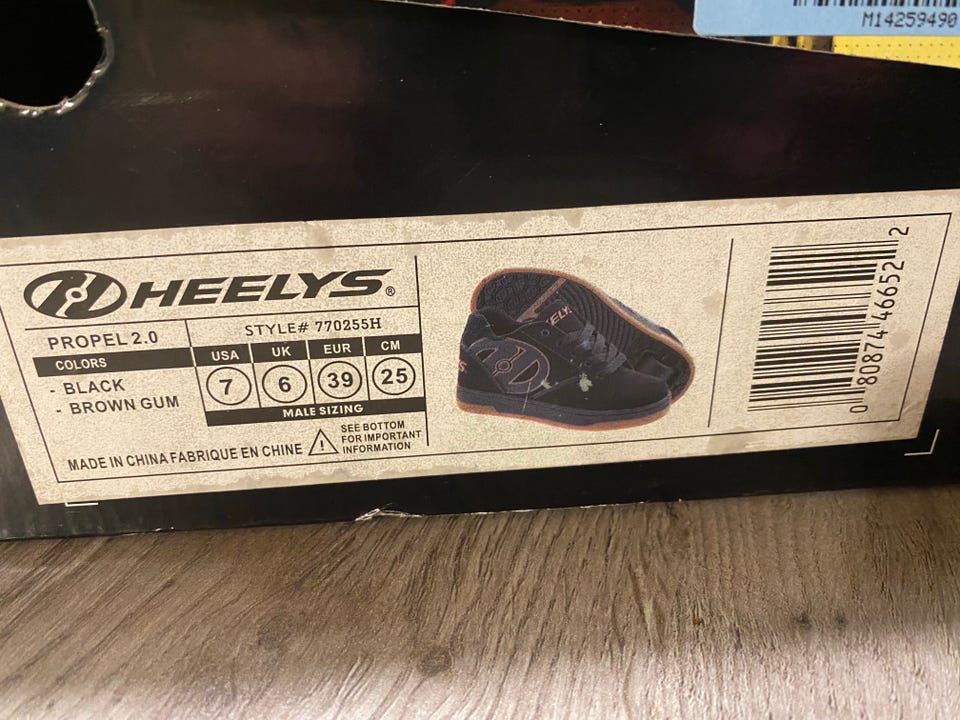 M14259490
HEELYS®
PROPEL 2.0
STYLE# 770255H
COLORS
- BLACK
- BROWN GUM
USA UK EUR CM
7 6 39 25
MALE SIZING
SEE BOTTOM
FOR IMPORTANT
INFORMATION
MADE IN CHINA FABRIQUE EN CHINE
ELYS
0 80874 46652 2